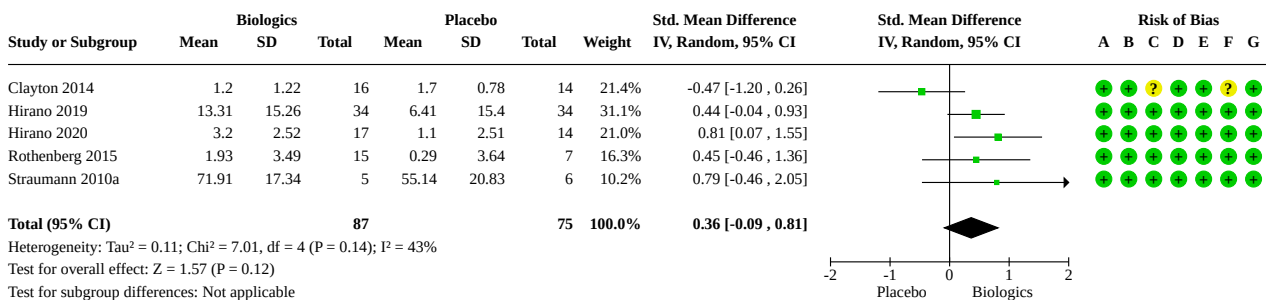 Biologics Placebo Std. Mean Difference Std. Mean Difference Risk of Bias
Study or Subgroup Mean SD Total Mean SD Total Weight IV, Random, 95% CI IV, Random, 95% CI A B C D E F G
Clayton 2014 1.2 1.22 16 1.7 0.78 14 21.4% -0.47 [-1.20 , 0.26] + + ? + + ? +
Hirano 2019 13.31 15.26 34 6.41 15.4 34 31.1% 0.44 [-0.04 , 0.93] + + + + + + +
Hirano 2020 3.2 2.52 17 1.1 2.51 14 21.0% 0.81 [0.07 , 1.55] + + + + + + +
Rothenberg 2015 1.93 3.49 15 0.29 3.64 7 16.3% 0.45 [-0.46 , 1.36] + + + + + + +
Straumann 2010a 71.91 17.34 5 55.14 20.83 6 10.2% 0.79 [-0.46 , 2.05] + + + + + + +
Total (95% CI) 87 75 100.0% 0.36 [-0.09 , 0.81]
Heterogeneity: Tau² = 0.11; Chi² = 7.01, df = 4 (P = 0.14); I² = 43%
Test for overall effect: Z = 1.57 (P = 0.12)
-2 -1 0 1 2
Test for subgroup differences: Not applicable Placebo Biologics